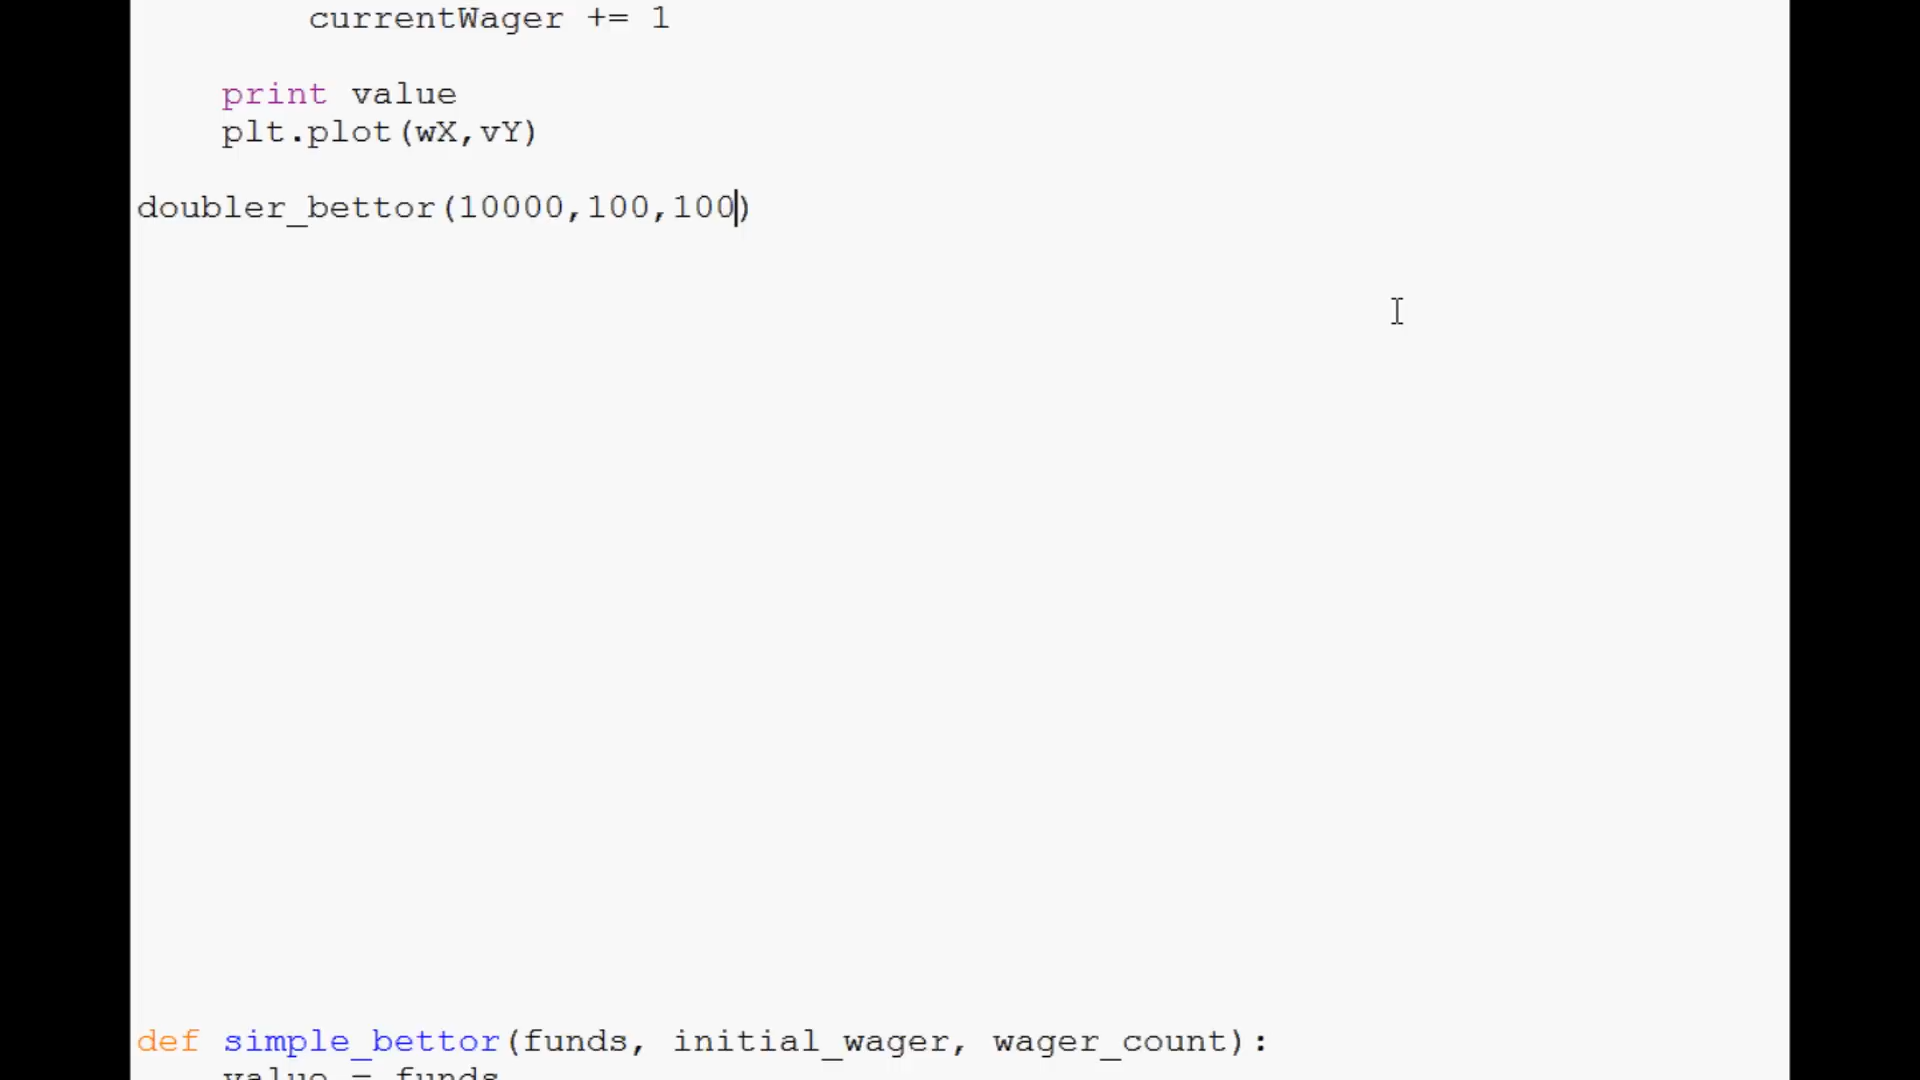 currentWager += 1
print value
plt.plot(wX,vY)
doubler_bettor(10000,100,100)
def simple_bettor(funds, initial_wager, wager_count):
value = funds